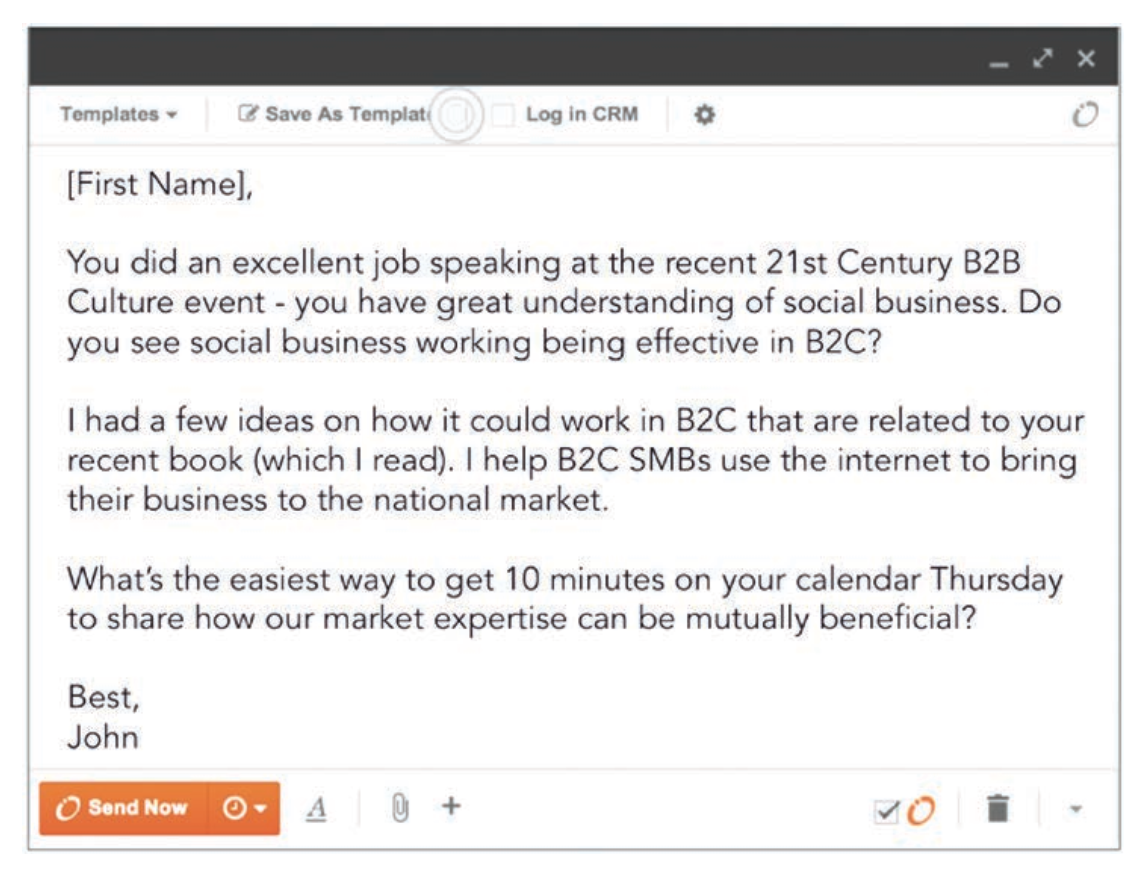 Templates
Save As Templat
Log in CRM
[First Name],
You did an excellent job speaking at the recent 21st Century B2B
Culture event - you have great understanding of social business. Do
you see social business working being effective in B2C?
I had a few ideas on how it could work in B2C that are related to your
recent book (which I read). I help B2C SMBs use the internet to bring
their business to the national market.
What's the easiest way to get 10 minutes on your calendar Thursday
to share how our market expertise can be mutually beneficial?
Best,
John
Send Now
A